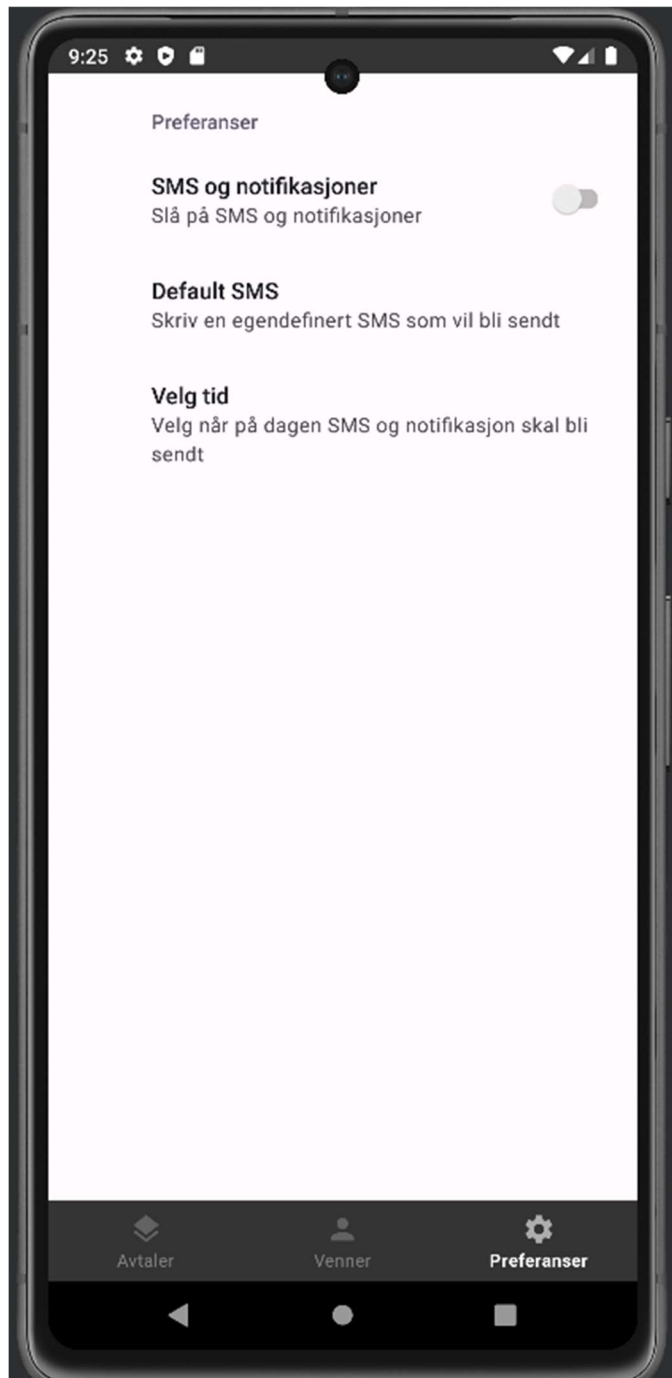 9:25
Preferanser
SMS og notifikasjoner
Slå på SMS og notifikasjoner
Default SMS
Skriv en egendefinert SMS som vil bli sendt
Velg tid
Velg når på dagen SMS og notifikasjon skal bli
sendt
Avtaler
Venner
Preferanser